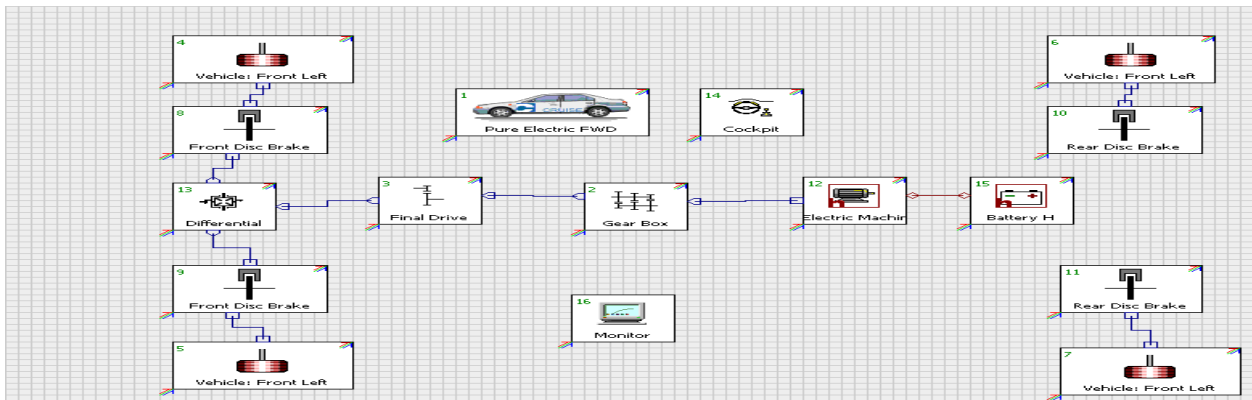 4
Vehicle: Front Left
6
Vehicle: Front Left
1
CRUISE
Pure Electric FWD
14
Cockpit
8
Front Disc Brake
10
Rear Disc Brake
13
Differential
3
Final Drive
2
Gear Box
12
Electric Machin
15
Battery H
9
Front Disc Brake
11
Rear Disc Brake
16
Monitor
5
Vehicle: Front Left
7
Vehicle: Front Left